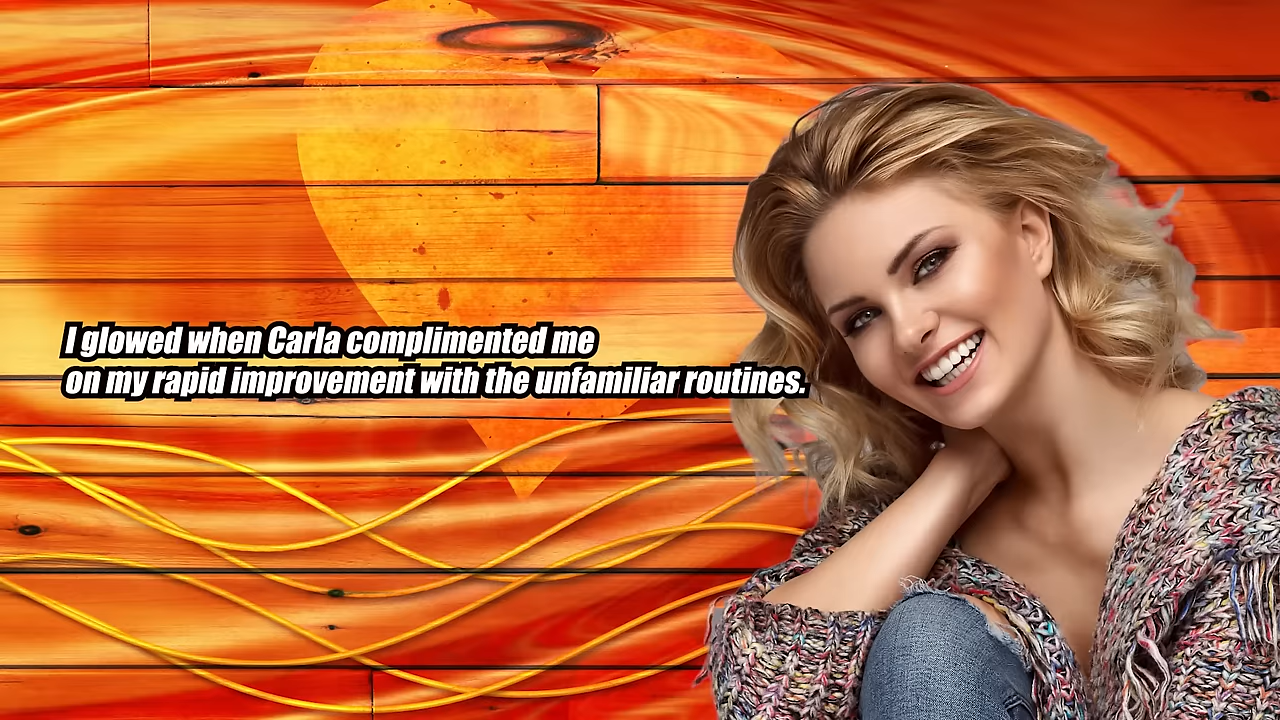 I glowed when Carla complimented me
on my rapid improvement with the unfamiliar routines.